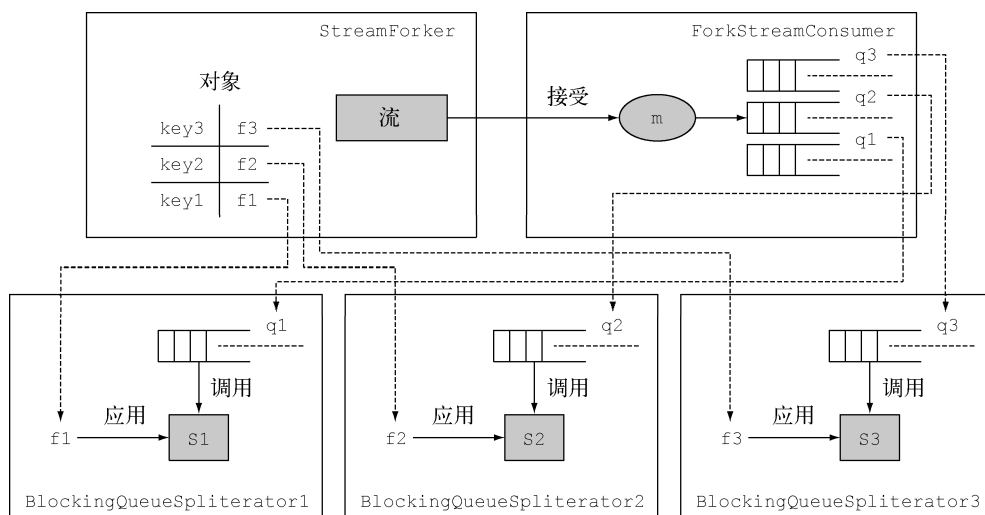 StreamForker
ForkStreamConsumer
对象
key3 f3
key2 f2
key1 f1
流
接受
m
q3
q2
q1
q1
调用
f1
应用
S1
BlockingQueueSpliterator1
q2
调用
f2
应用
S2
BlockingQueueSpliterator2
q3
调用
f3
应用
S3
BlockingQueueSpliterator3